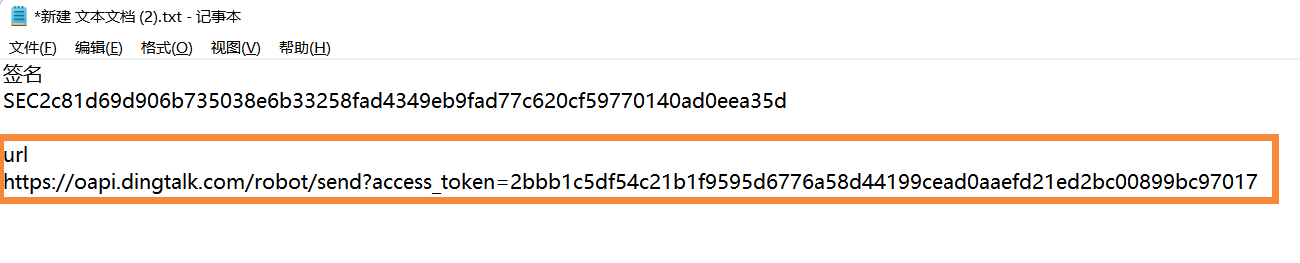 *新建 文本文档 (2).txt - 记事本
文件(F) 编辑(E) 格式(O) 视图(V) 帮助(H)
签名
SEC2c81d69d906b735038e6b33258fad4349eb9fad77c620cf59770140ad0eea35d
url
https://oapi.dingtalk.com/robot/send?access_token=2bbb1c5df54c21b1f9595d6776a58d44199cead0aaefd21ed2bc00899bc97017